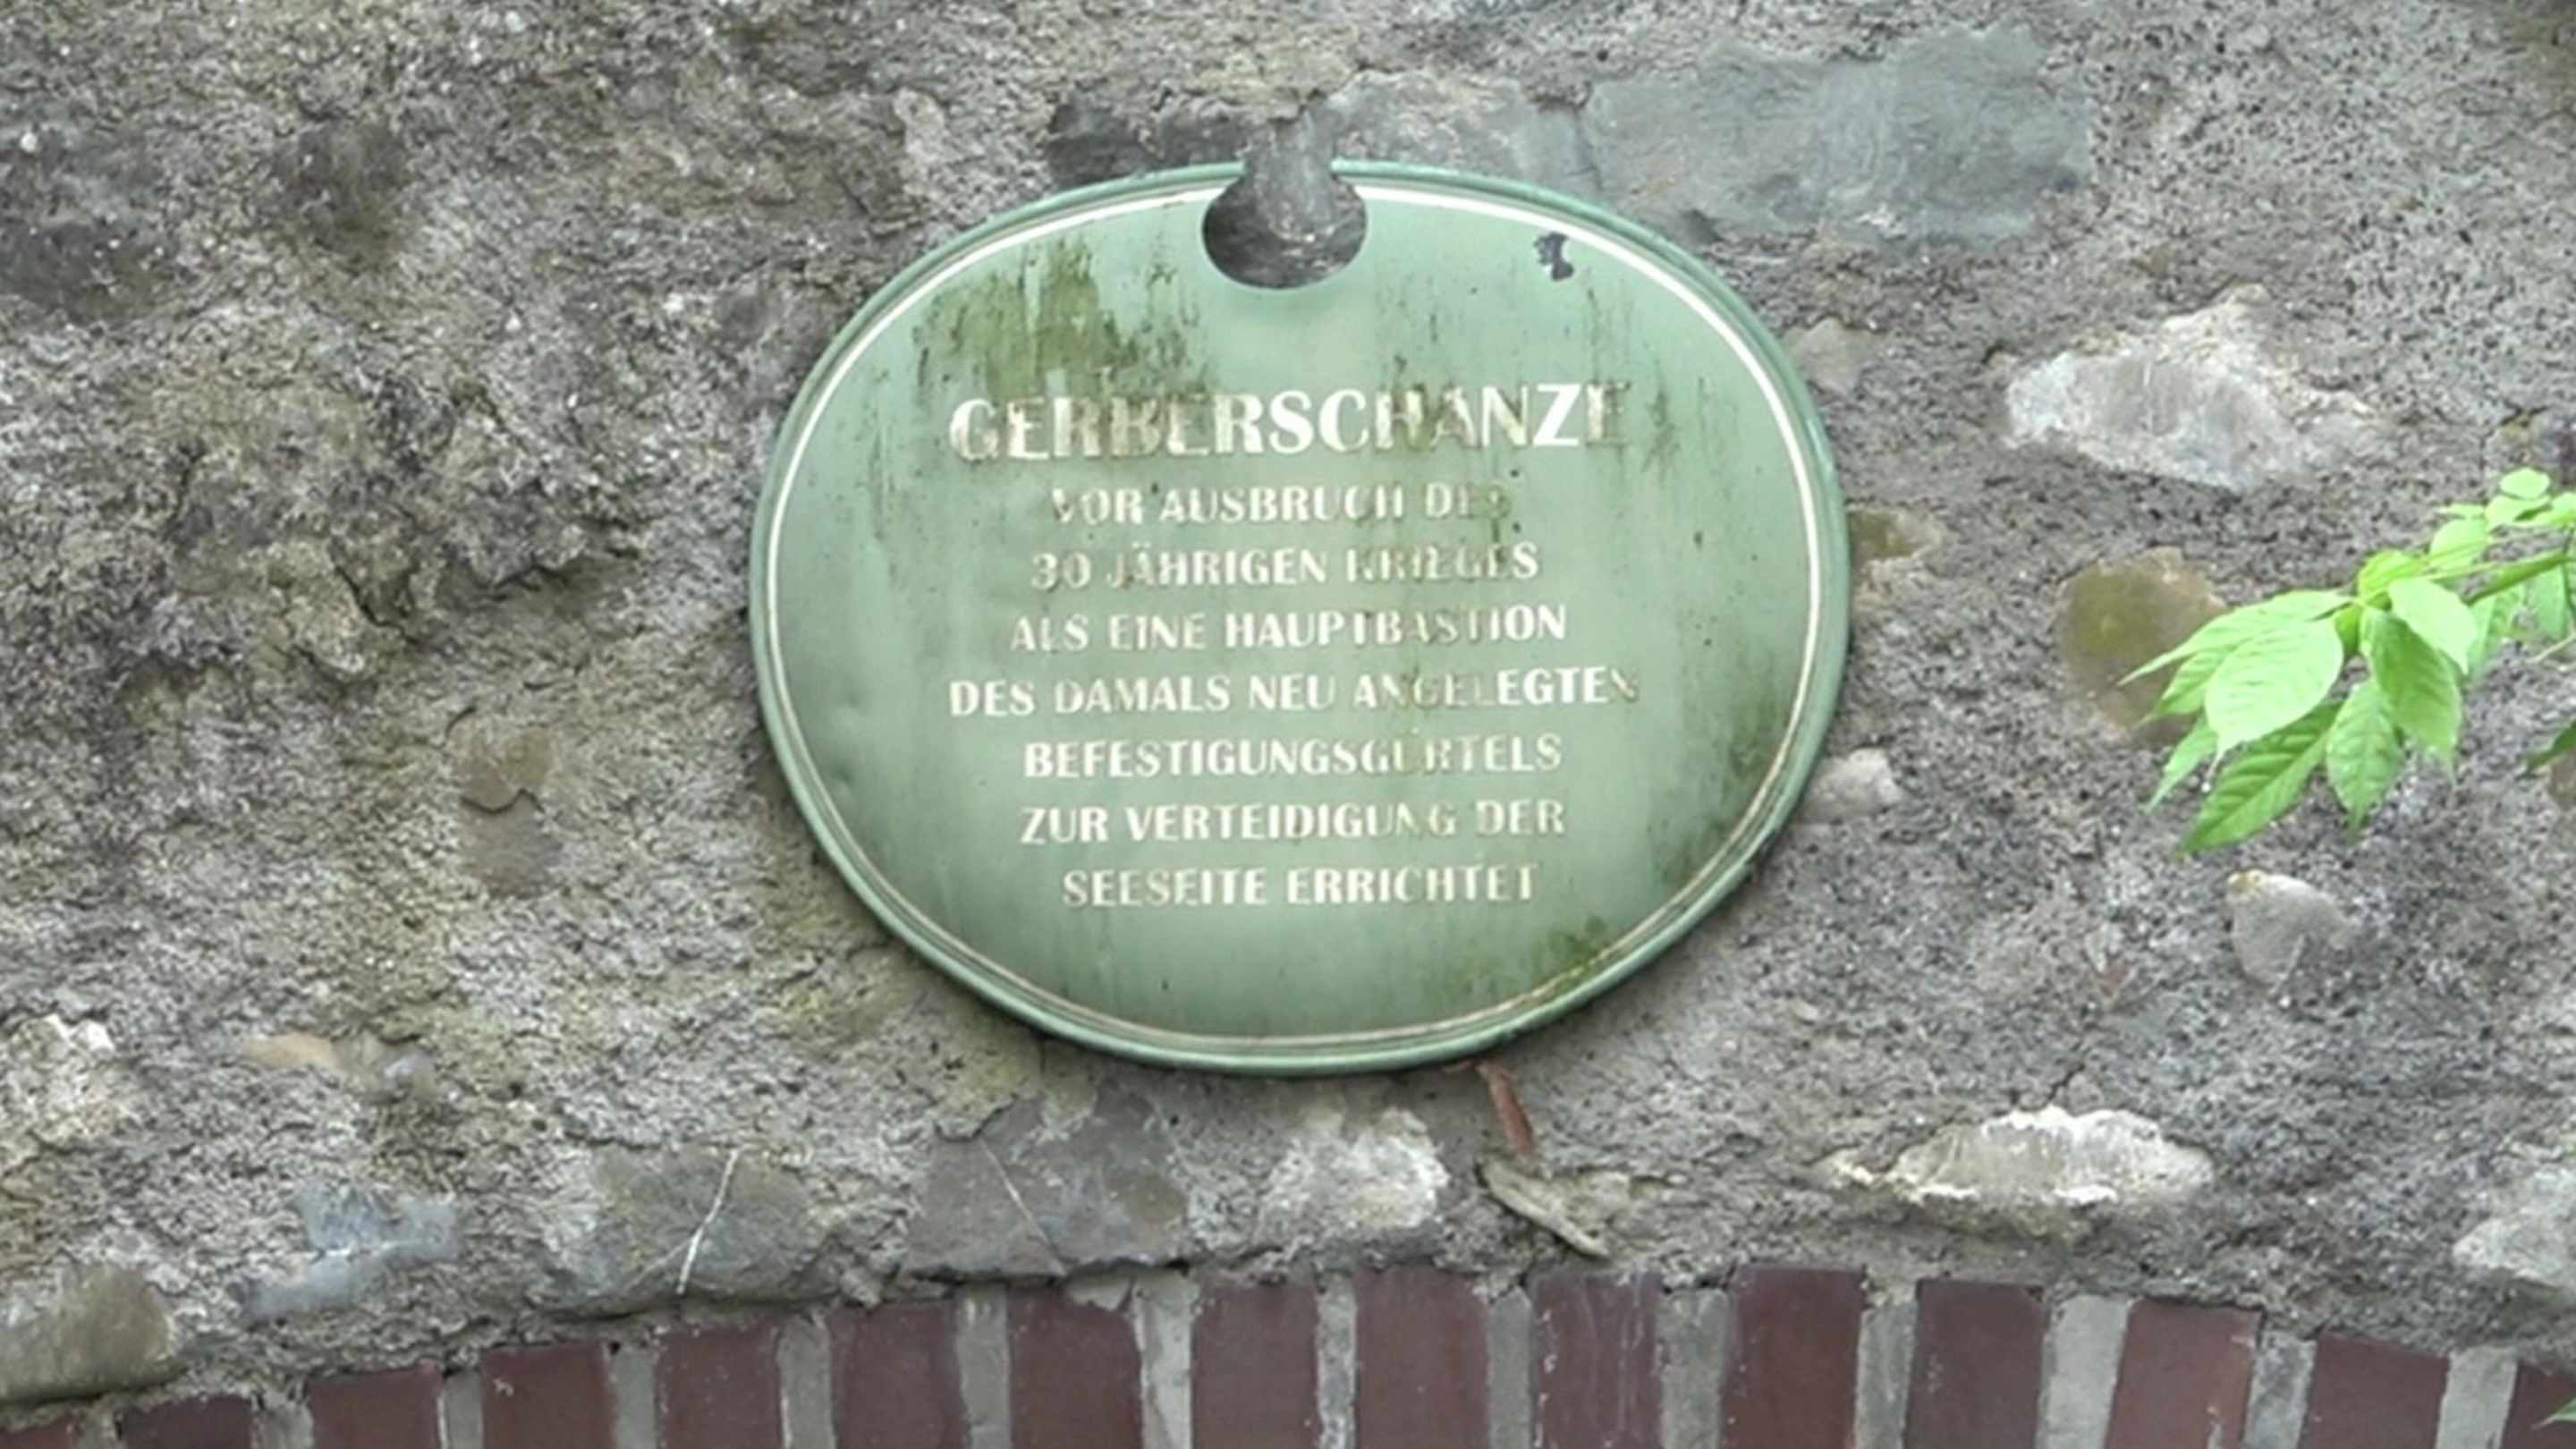 GERBERSCHANZE
VOR AUSBRUCH DES
30 JÄHRIGEN KRIEGES
ALS EINE HAUPTBASTION
DES DAMALS NEU ANGELEGTEN
BEFESTIGUNGSGÜRTELS
ZUR VERTEIDIGUNG DER
SEESEITE ERRICHTET